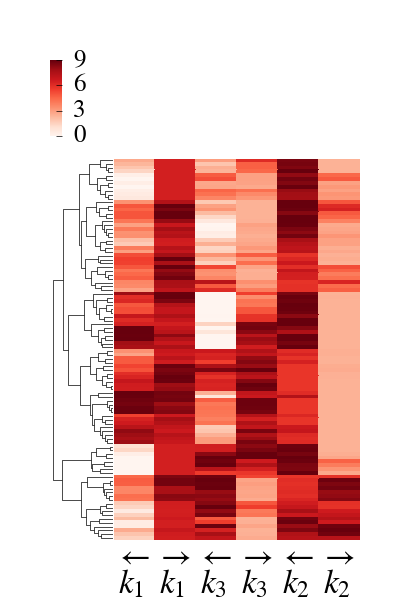 9
6
3
0
← → ← → ← →
k₁ k₁ k₃ k₃ k₂ k₂